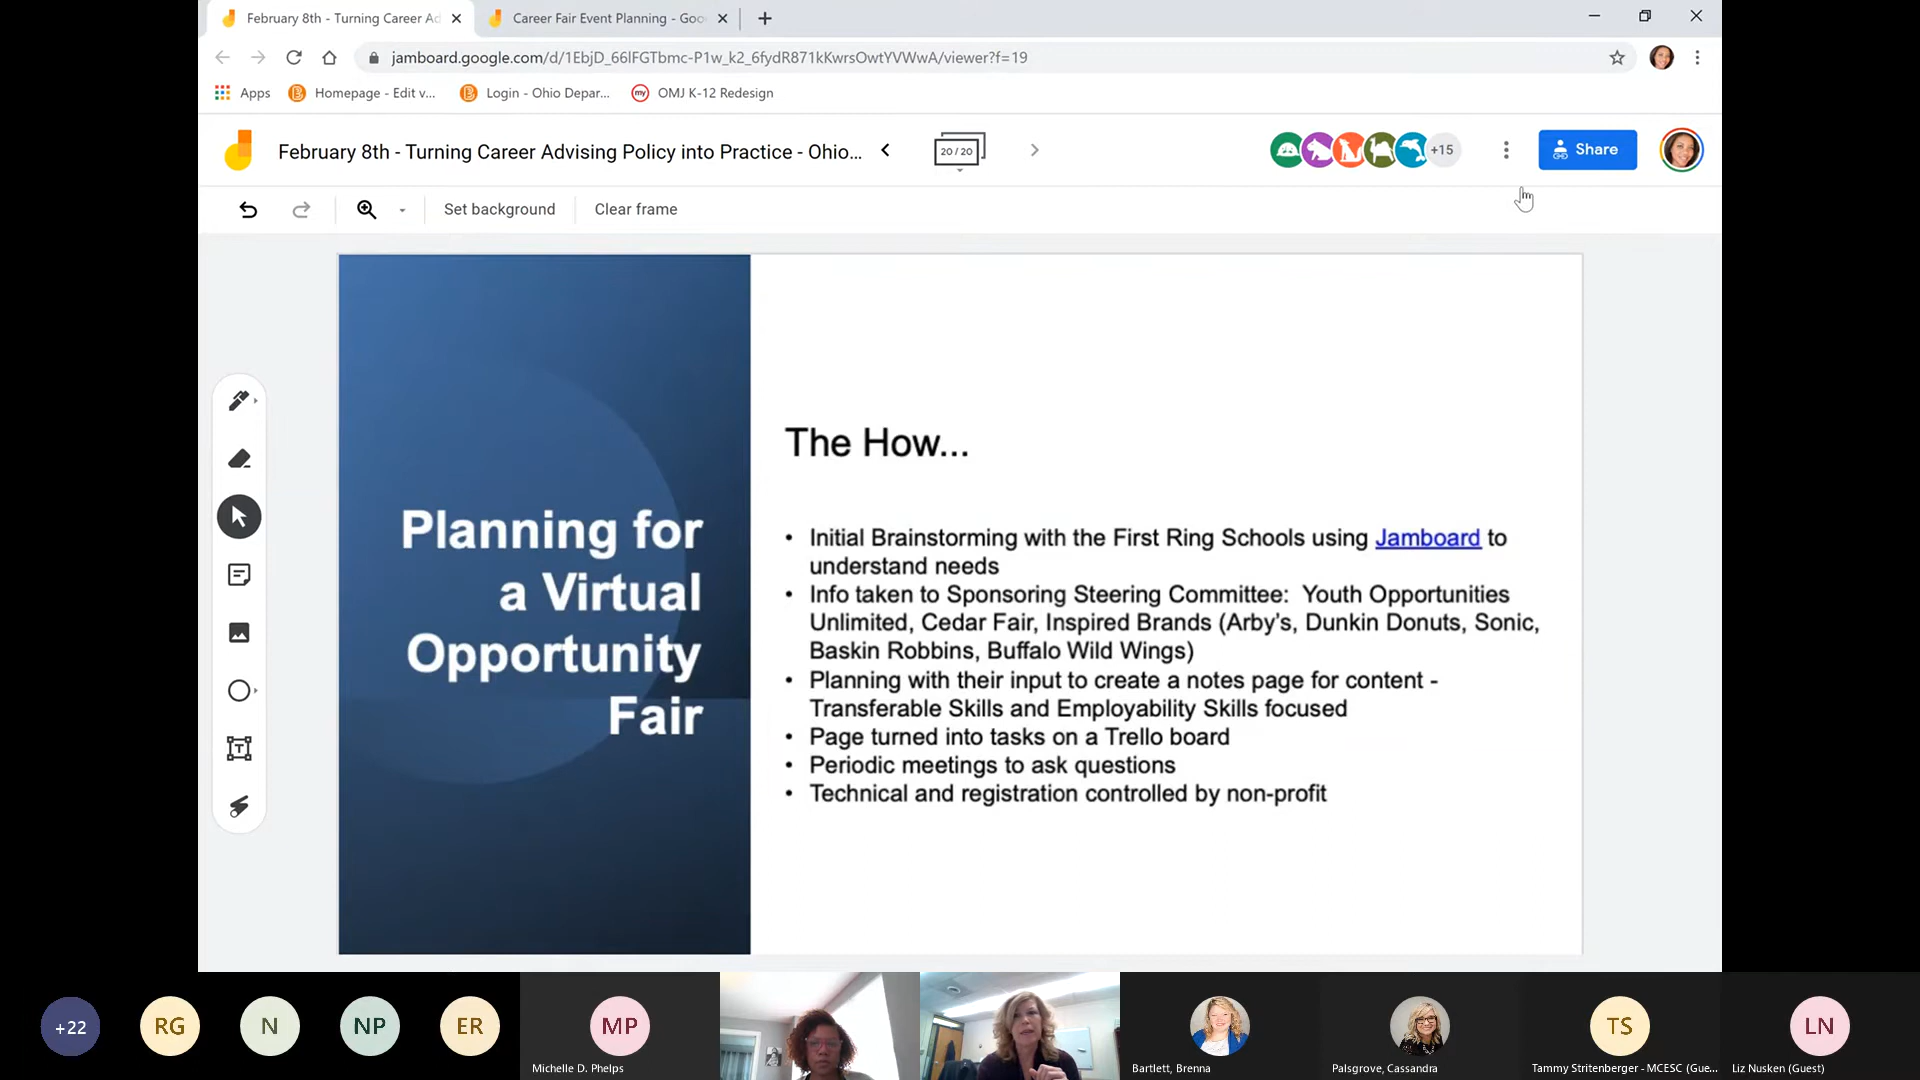 February 8th - Turning Career Ad
Career Fair Event Planning - Goo
jamboard.google.com/d/1EbjD_66lFGTbmc-P1w_k2_6fydR871kKwrsOwtYVWwA/viewer?f=19
Apps
Homepage - Edit v...
Login - Ohio Depar...
my
OMJ K-12 Redesign
February 8th - Turning Career Advising Policy into Practice - Ohio...
20 / 20
+15
Share
Set background
Clear frame
Planning for
a Virtual
Opportunity
Fair
The How...
• Initial Brainstorming with the First Ring Schools using Jamboard to
understand needs
• Info taken to Sponsoring Steering Committee: Youth Opportunities
Unlimited, Cedar Fair, Inspired Brands (Arby's, Dunkin Donuts, Sonic,
Baskin Robbins, Buffalo Wild Wings)
• Planning with their input to create a notes page for content -
Transferable Skills and Employability Skills focused
• Page turned into tasks on a Trello board
• Periodic meetings to ask questions
• Technical and registration controlled by non-profit
+22
RG
N
NP
ER
MP
TS
LN
Michelle D. Phelps
Bartlett, Brenna
Palsgrove, Cassandra
Tammy Stritenberger - MCESC (Gue...
Liz Nusken (Guest)